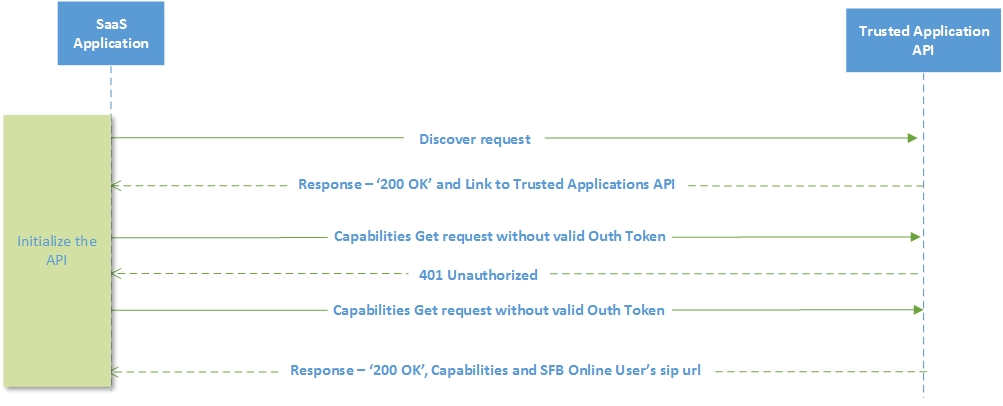 SaaS
Application
Trusted Application
API
Discover request
Response – ‘200 OK’ and Link to Trusted Applications API
Initialize the
API
Capabilities Get request without valid Outh Token
401 Unauthorized
Capabilities Get request without valid Outh Token
Response – ‘200 OK’, Capabilities and SFB Online User’s sip url